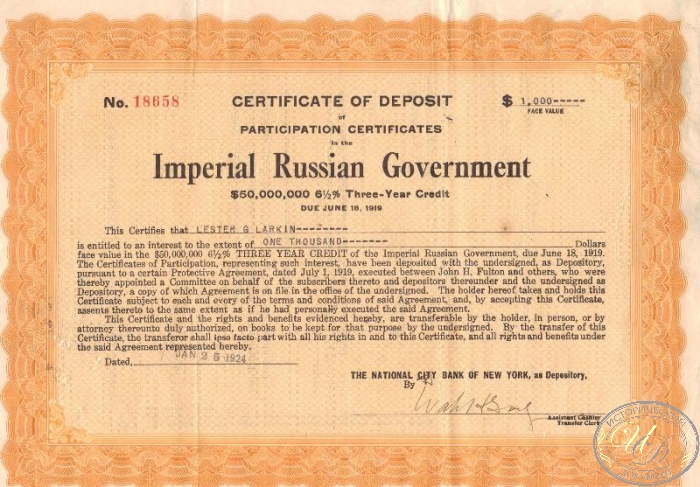 No. 18658
CERTIFICATE OF DEPOSIT
$ 1,000-----
FACE VALUE
of
PARTICIPATION CERTIFICATES
in the
Imperial Russian Government
$50,000,000 6½% Three-Year Credit
DUE JUNE 18, 1919
This Certifies that LESTER G LARKIN---------
is entitled to an interest to the extent of ONE THOUSAND------- Dollars
face value in the $50,000,000 6½% THREE YEAR CREDIT of the Imperial Russian Government, due June 18, 1919.
The Certificates of Participation, representing such interest, have been deposited with the undersigned, as Depositary,
pursuant to a certain Protective Agreement, dated July 1, 1919, executed between John H. Fulton and others, who were
thereby appointed a Committee on behalf of the subscribers thereto and depositors thereunder and the undersigned as
Depositary, a copy of which Agreement is on file in the office of the undersigned. The holder hereof takes and holds this
Certificate subject to each and every of the terms and conditions of said Agreement, and, by accepting this Certificate,
assents thereto to the same extent as if he had personally executed the said Agreement.
This Certificate and the rights and benefits evidenced hereby, are transferable by the holder, in person, or by
attorney thereunto duly authorized, on books to be kept for that purpose by the undersigned. By the transfer of this
Certificate, the transferor shall ipso facto part with all his rights in and to this Certificate, and all rights and benefits under
the said Agreement represented hereby.
Dated, JAN 26 1924
THE NATIONAL CITY BANK OF NEW YORK, as Depositary,
By
Assistant Cashier
Transfer Clerk